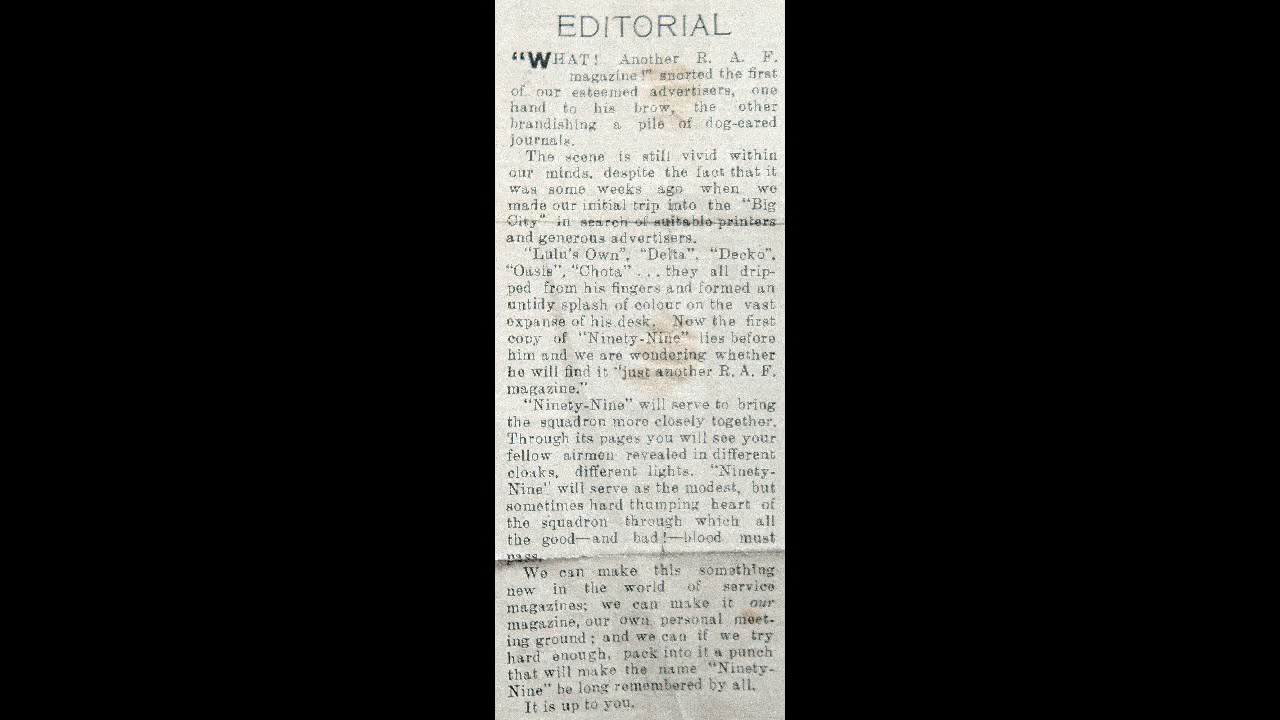 EDITORIAL
"WHAT! Another R. A. F.
magazine!" snorted the first
of our esteemed advertisers, one
hand to his brow, the other
brandishing a pile of dog-eared
journals.
The scene is still vivid within
our minds, despite the fact that it
was some weeks ago when we
made our initial trip into the "Big
City" in search of suitable printers
and generous advertisers.
"Lulu's Own", "Delta", "Decko",
"Oasis", "Chota" . . . they all drip-
ped from his fingers and formed an
untidy splash of colour on the vast
expanse of his desk. Now the first
copy of "Ninety-Nine" lies before
him and we are wondering whether
he will find it "just another R. A. F.
magazine."
"Ninety-Nine" will serve to bring
the squadron more closely together.
Through its pages you will see your
fellow airmen revealed in different
cloaks, different lights. "Ninety-
Nine" will serve as the modest, but
sometimes hard thumping heart of
the squadron through which all
the good—and bad!—blood must
pass.
We can make this something
new in the world of service
magazines; we can make it our
magazine, our own personal meet-
ing ground; and we can if we try
hard enough, pack into it a punch
that will make the name "Ninety-
Nine" be long remembered by all.
It is up to you.